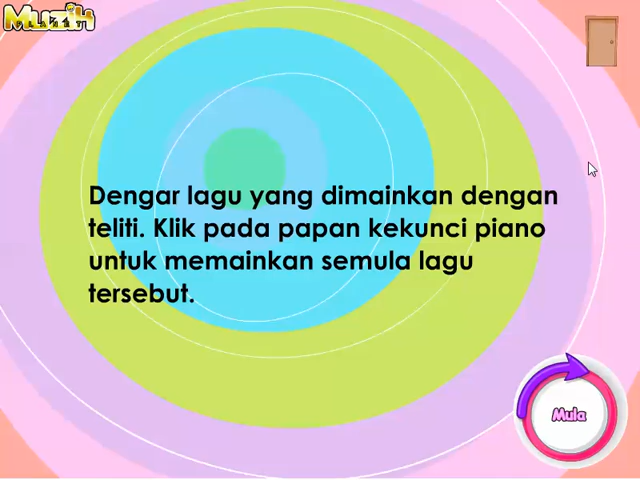 Muzik
Dengar lagu yang dimainkan dengan
teliti. Klik pada papan kekunci piano
untuk memainkan semula lagu
tersebut.
Mula